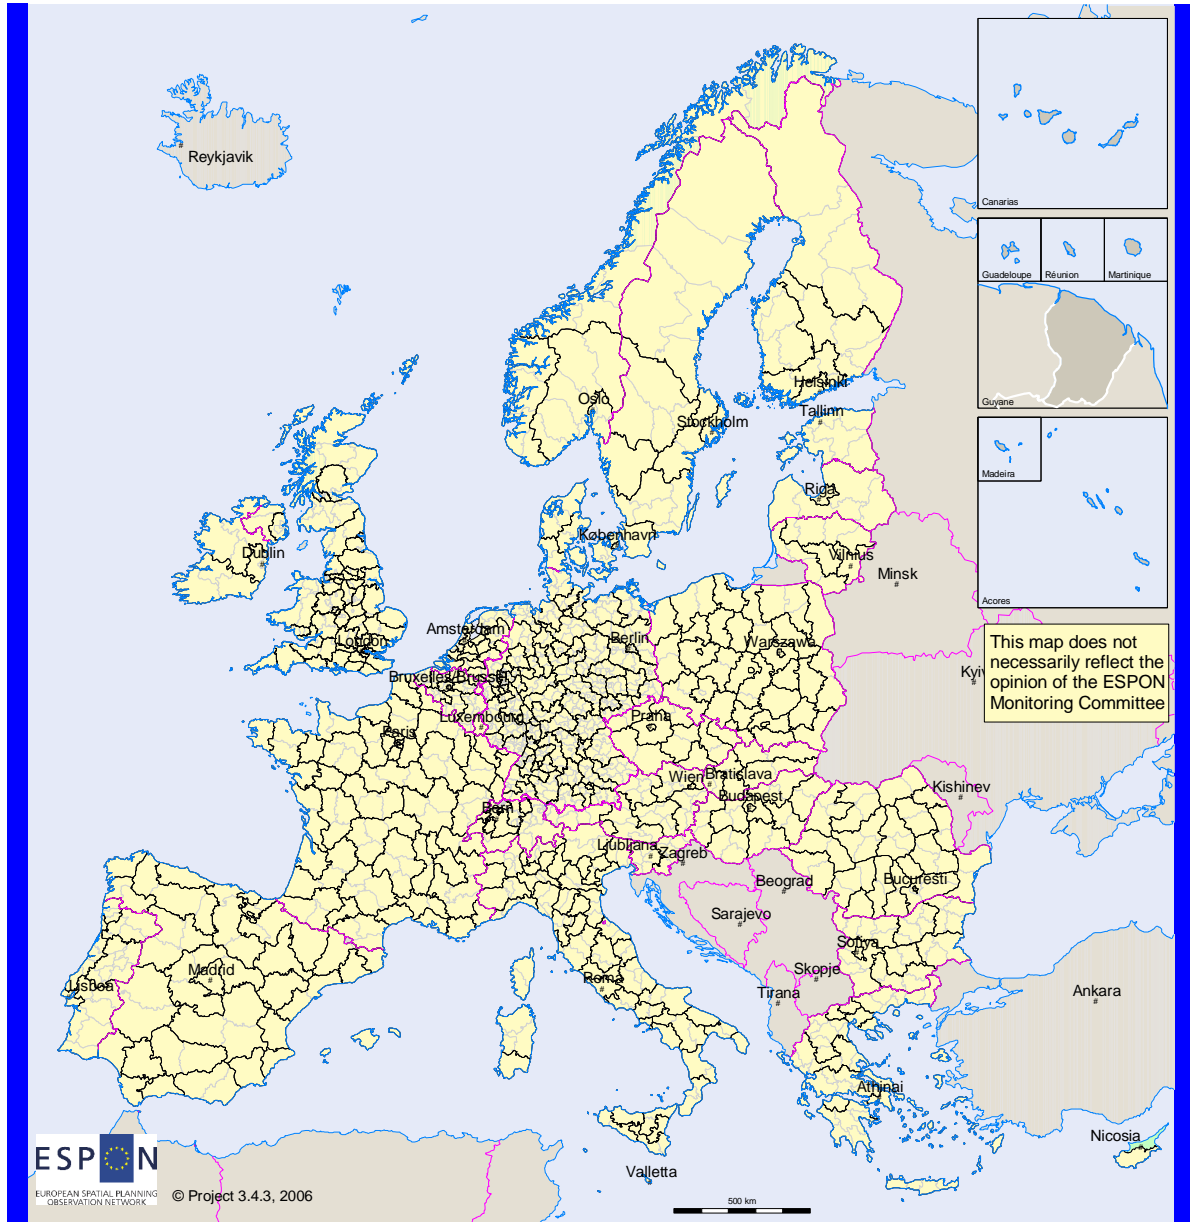 Reykjavik
Canarias
Guadeloupe
Réunion
Martinique
Guyane
Madeira
Acores
Helsinki
Oslo
Stockholm
Tallinn
Riga
København
Dublin
Vilnius
Minsk
Amsterdam
London
Berlin
Warszawa
This map does not
necessarily reflect the
opinion of the ESPON
Monitoring Committee
Bruxelles/Brussel
Kyiv
Luxembourg
Praha
Paris
Wien
Bratislava
Kishinev
Budapest
Bern
Ljubljana
Zagreb
Beograd
Bucuresti
Sarajevo
Sofiya
Madrid
Lisboa
Roma
Skopje
Tirana
Ankara
Athinai
Nicosia
Valletta
ESPON
EUROPEAN SPATIAL PLANNING
OBSERVATION NETWORK
© Project 3.4.3, 2006
500 km